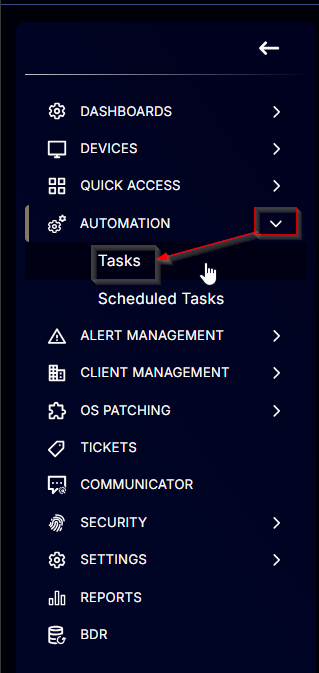 DASHBOARDS
DEVICES
QUICK ACCESS
AUTOMATION
Tasks
Scheduled Tasks
ALERT MANAGEMENT
CLIENT MANAGEMENT
OS PATCHING
TICKETS
COMMUNICATOR
SECURITY
SETTINGS
REPORTS
BDR